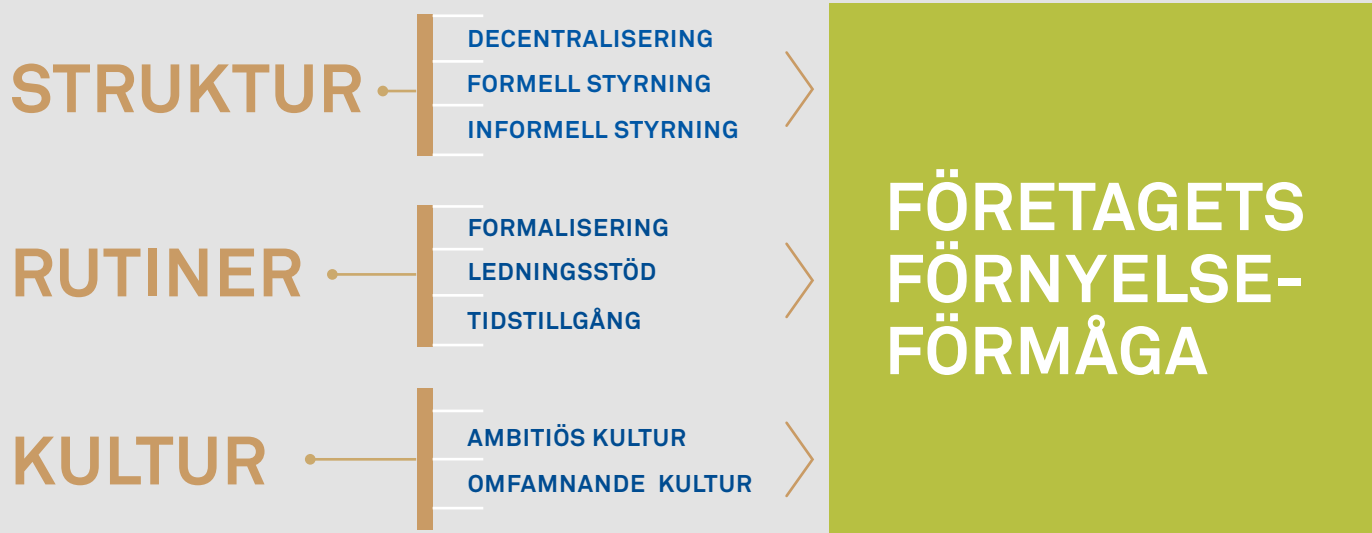 STRUKTUR
DECENTRALISERING
FORMELL STYRNING
INFORMELL STYRNING
RUTINER
FORMALISERING
LEDNINGSSTÖD
TIDSTILLGÅNG
KULTUR
AMBITIÖS KULTUR
OMFAMNANDE KULTUR
FÖRETAGETS
FÖRNYELSE-
FÖRMÅGA